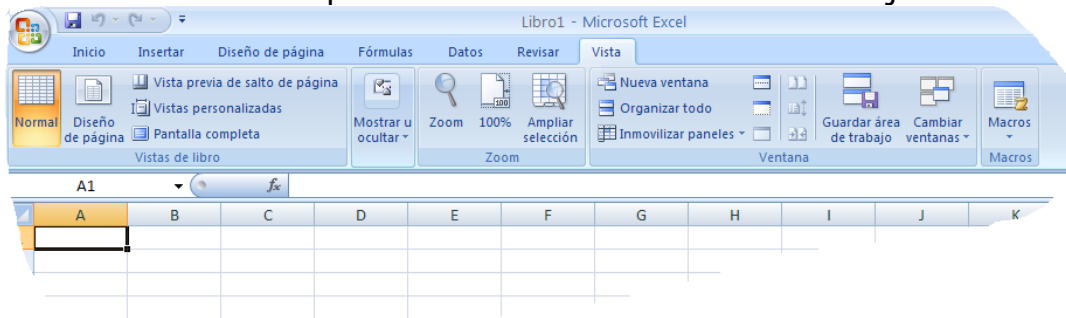 Libro1 - Microsoft Excel
Inicio Insertar Diseño de página Fórmulas Datos Revisar Vista
Normal
Diseño de página
Vista previa de salto de página
Vistas personalizadas
Pantalla completa
Vistas de libro
Mostrar u ocultar
Zoom
100%
Ampliar selección
Zoom
Nueva ventana
Organizar todo
Inmovilizar paneles
Guardar área de trabajo
Cambiar ventanas
Ventana
Macros
Macros
A1 fx
A B C D E F G H I J K